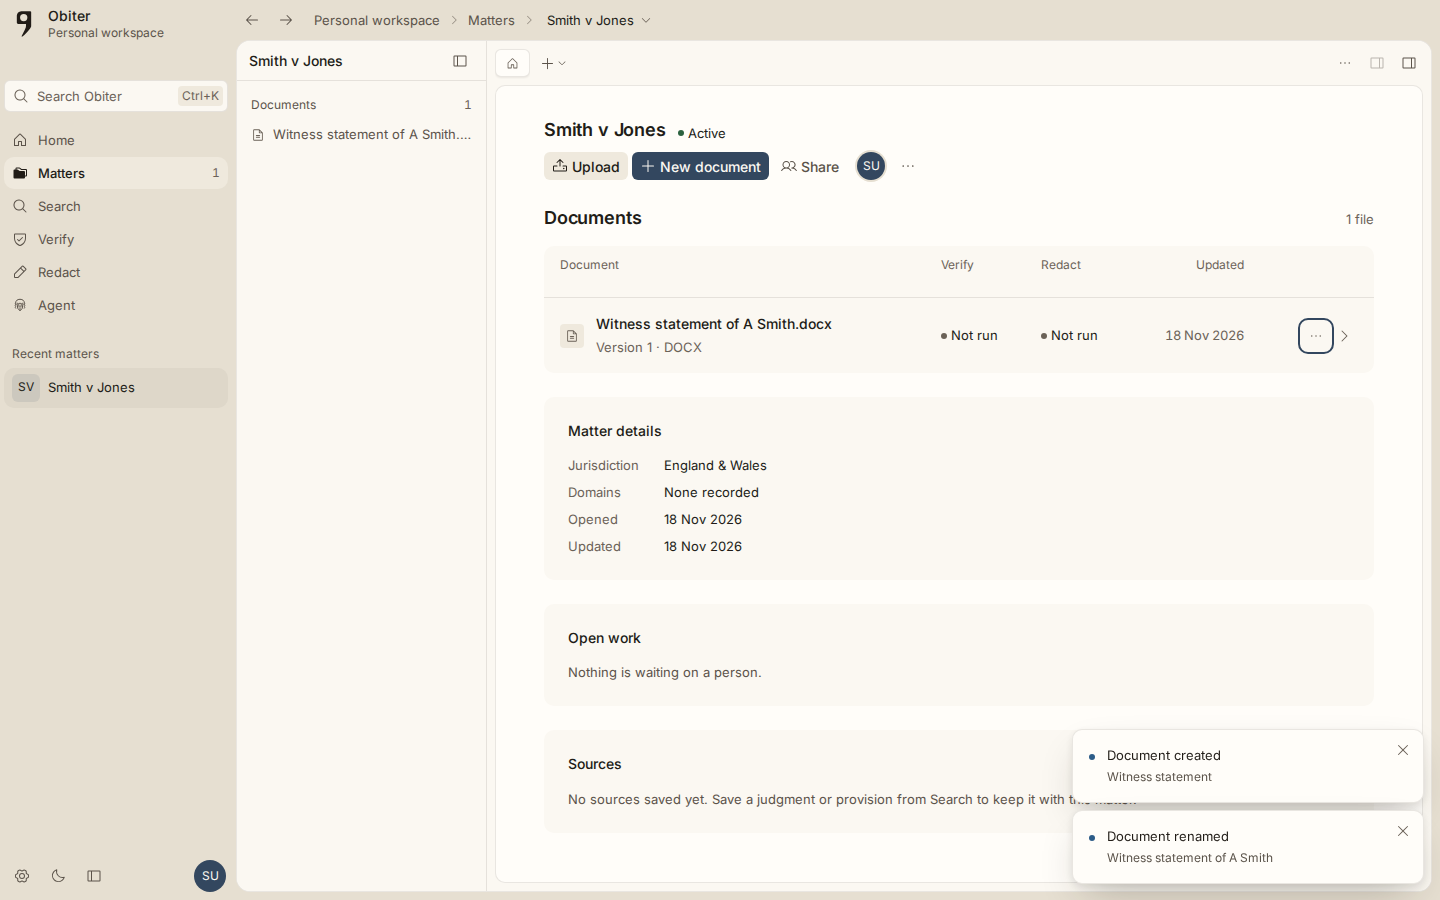 Obiter
Personal workspace
Search Obiter
Ctrl+K
Home
Matters
1
Search
Verify
Redact
Agent
Recent matters
SV
Smith v Jones
SU
Personal workspace
Matters
Smith v Jones
Smith v Jones
Documents
1
Witness statement of A Smith....
Smith v Jones
Active
Upload
New document
Share
SU
Documents
1 file
Document
Verify
Redact
Updated
Witness statement of A Smith.docx
Version 1 · DOCX
Not run
Not run
18 Nov 2026
Matter details
Jurisdiction
England & Wales
Domains
None recorded
Opened
18 Nov 2026
Updated
18 Nov 2026
Open work
Nothing is waiting on a person.
Sources
No sources saved yet. Save a judgment or provision from Search to keep it with
Document created
Witness statement
Document renamed
Witness statement of A Smith